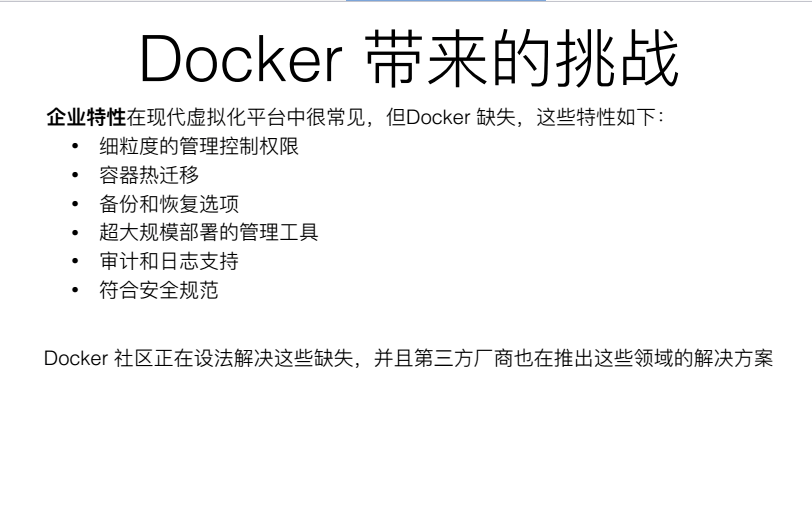 Docker 带来的挑战
企业特性在现代虚拟化平台中很常见，但Docker 缺失，这些特性如下：
• 细粒度的管理控制权限
• 容器热迁移
• 备份和恢复选项
• 超大规模部署的管理工具
• 审计和日志支持
• 符合安全规范
Docker 社区正在设法解决这些缺失，并且第三方厂商也在推出这些领域的解决方案